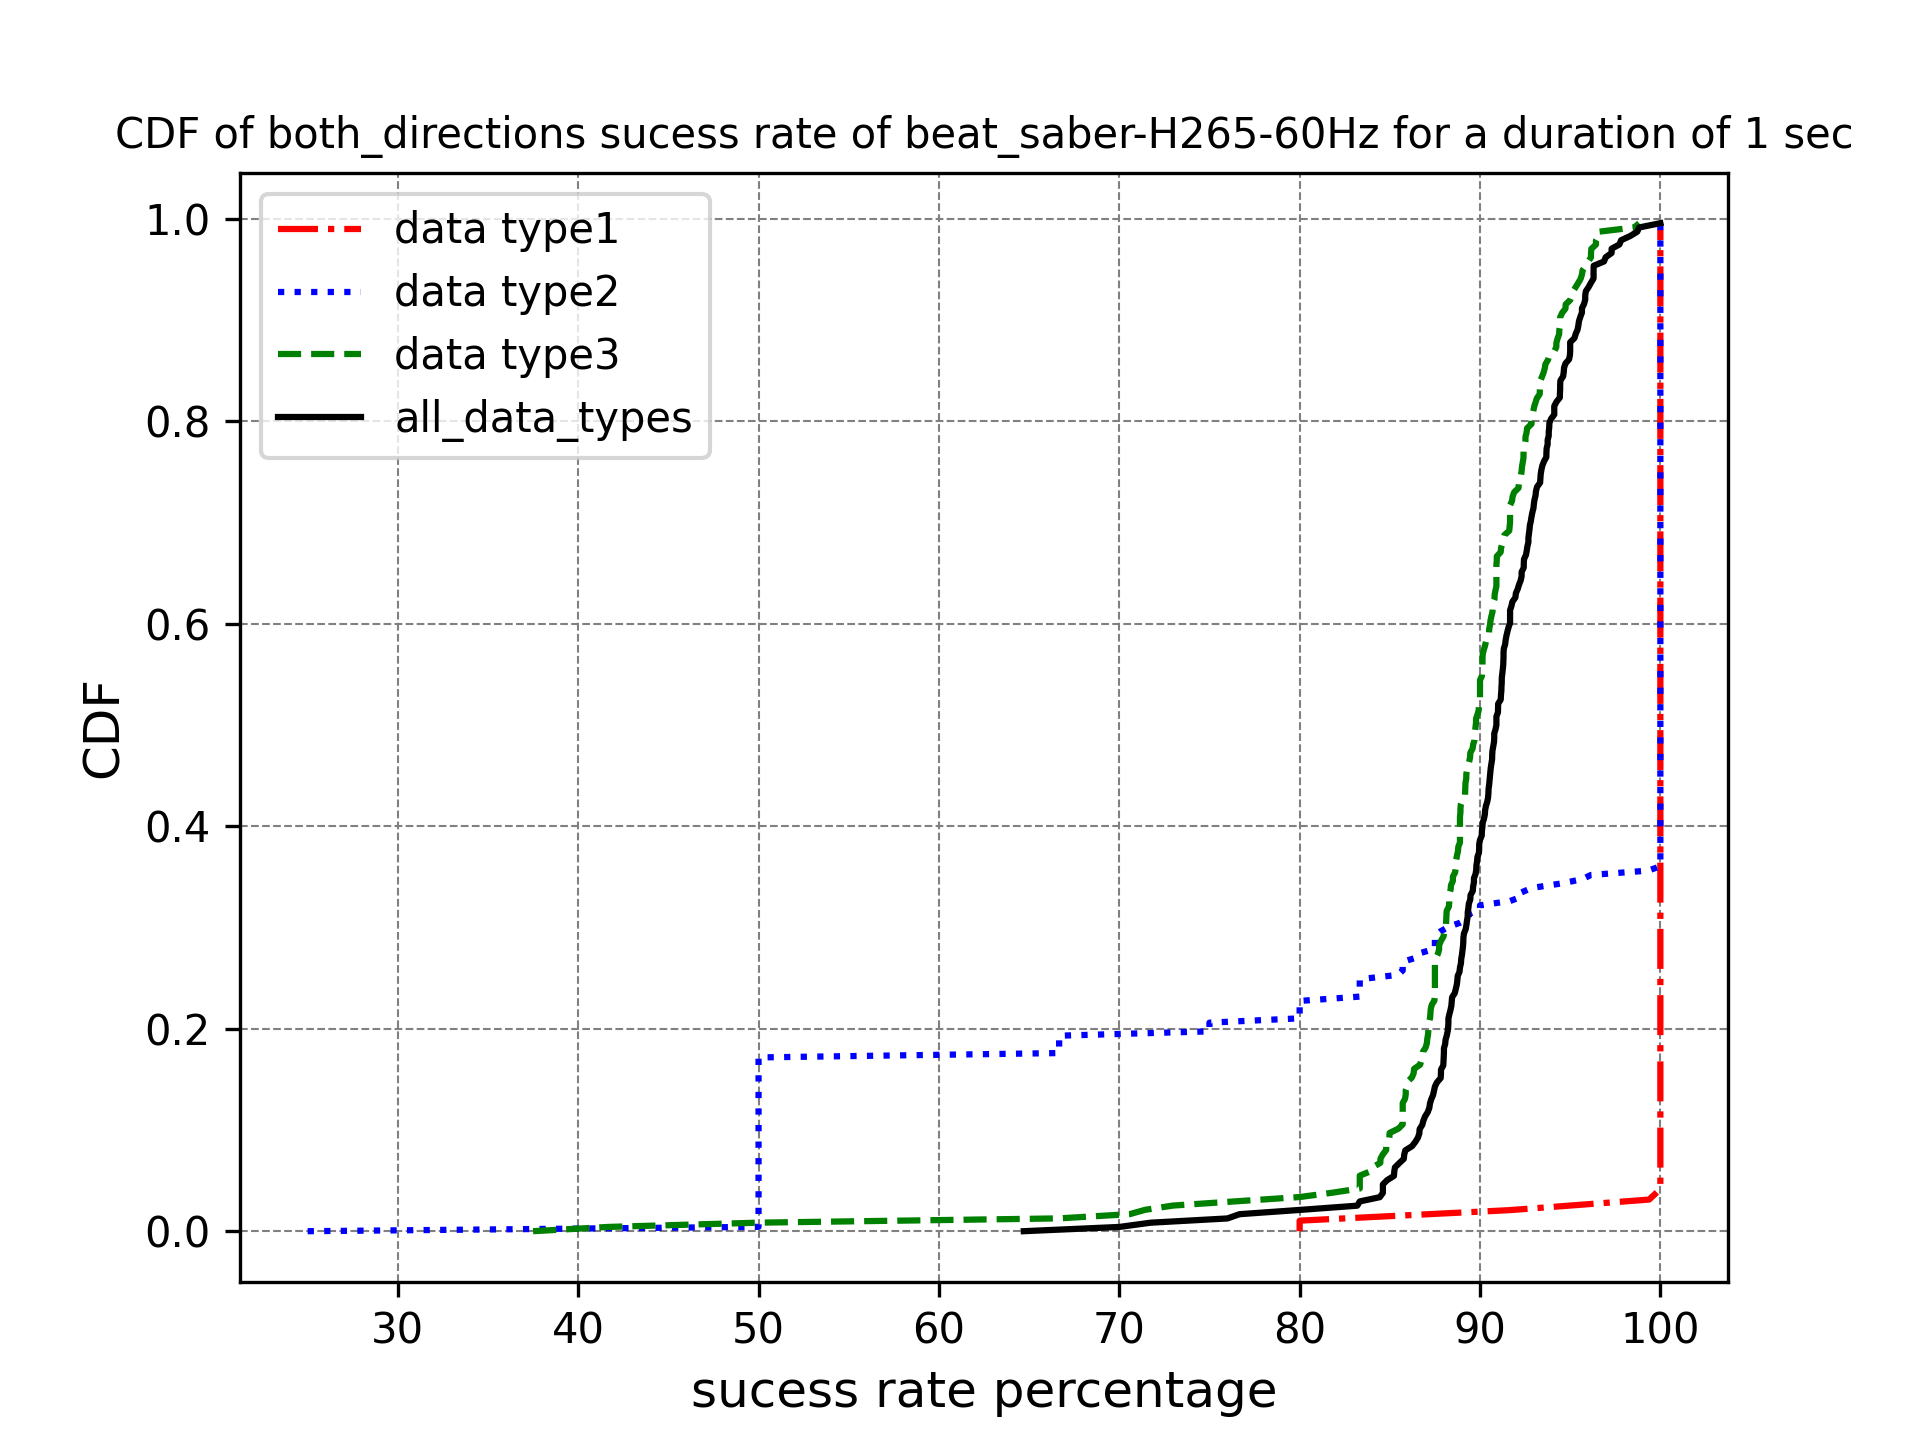 CDF of both_directions sucess rate of beat_saber-H265-60Hz for a duration of 1 sec
data type1
data type2
data type3
all_data_types
1.0
0.8
0.6
0.4
0.2
0.0
CDF
30 40 50 60 70 80 90 100
sucess rate percentage